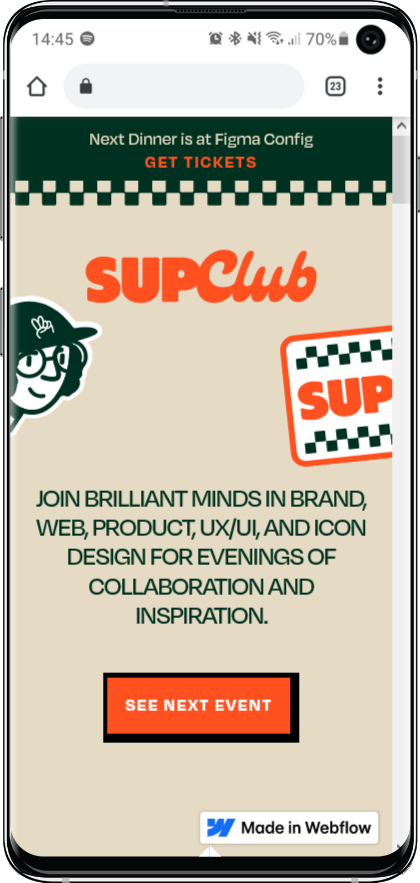 14:45
70%
23
Next Dinner is at Figma Config
GET TICKETS
SUPClub
SUP
JOIN BRILLIANT MINDS IN BRAND,
WEB, PRODUCT, UX/UI, AND ICON
DESIGN FOR EVENINGS OF
COLLABORATION AND
INSPIRATION.
SEE NEXT EVENT
Made in Webflow